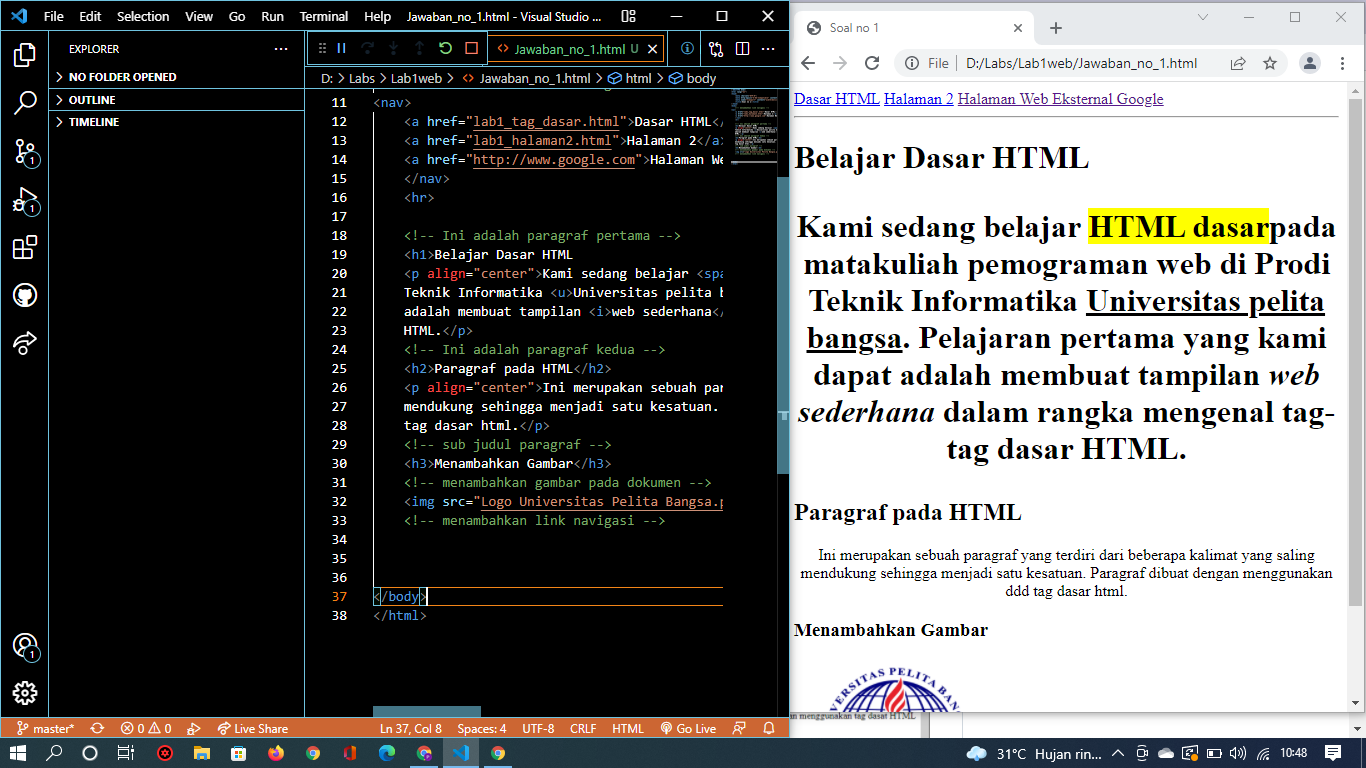 File Edit Selection View Go Run Terminal Help Jawaban_no_1.html - Visual Studio ...
EXPLORER
NO FOLDER OPENED
OUTLINE
TIMELINE
Jawaban_no_1.html U
D: > Labs > Lab1web > Jawaban_no_1.html > html > body
11 <nav>
12 <a href="lab1_tag_dasar.html">Dasar HTML</
13 <a href="lab1_halaman2.html">Halaman 2</a>
14 <a href="http://www.google.com">Halaman We
15 </nav>
16 <hr>
17
18 <!-- Ini adalah paragraf pertama -->
19 <h1>Belajar Dasar HTML
20 <p align="center">Kami sedang belajar <spa
21 Teknik Informatika <u>Universitas pelita b
22 adalah membuat tampilan <i>web sederhana</
23 HTML.</p>
24 <!-- Ini adalah paragraf kedua -->
25 <h2>Paragraf pada HTML</h2>
26 <p align="center">Ini merupakan sebuah par
27 mendukung sehingga menjadi satu kesatuan.
28 tag dasar html.</p>
29 <!-- sub judul paragraf -->
30 <h3>Menambahkan Gambar</h3>
31 <!-- menambahkan gambar pada dokumen -->
32 <img src="Logo Universitas Pelita Bangsa.p
33 <!-- menambahkan link navigasi -->
34
35
36
37 </body>
38 </html>
master* 0 0 Live Share Ln 37, Col 8 Spaces: 4 UTF-8 CRLF HTML Go Live
Soal no 1
File | D:/Labs/Lab1web/Jawaban_no_1.html
Dasar HTML Halaman 2 Halaman Web Eksternal Google
Belajar Dasar HTML
Kami sedang belajar HTML dasarpada
matakuliah pemograman web di Prodi
Teknik Informatika Universitas pelita
bangsa. Pelajaran pertama yang kami
dapat adalah membuat tampilan web
sederhana dalam rangka mengenal tag-
tag dasar HTML.
Paragraf pada HTML
Ini merupakan sebuah paragraf yang terdiri dari beberapa kalimat yang saling
mendukung sehingga menjadi satu kesatuan. Paragraf dibuat dengan menggunakan
ddd tag dasar html.
Menambahkan Gambar
VERSITAS PELITA BAN
an menggunakan tag dasat HTML
31°C Hujan rin... 10:48